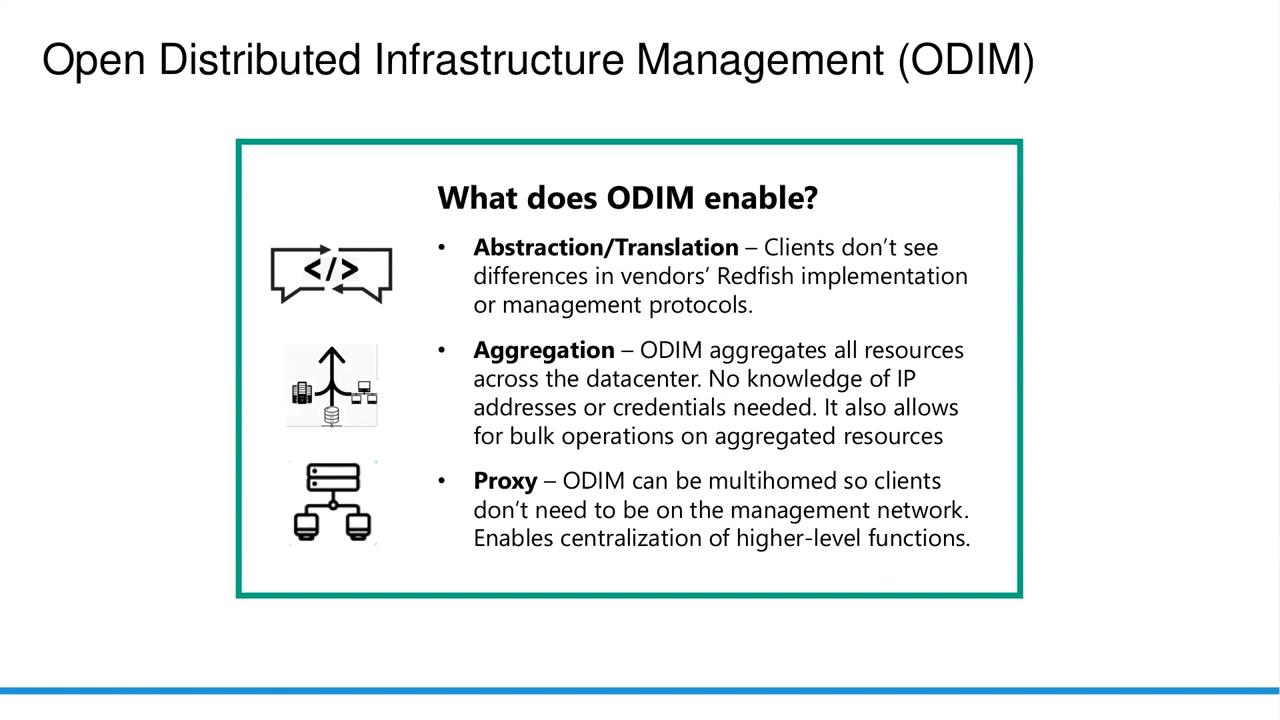 Open Distributed Infrastructure Management (ODIM)
What does ODIM enable?
• Abstraction/Translation – Clients don’t see
differences in vendors’ Redfish implementation
or management protocols.
• Aggregation – ODIM aggregates all resources
across the datacenter. No knowledge of IP
addresses or credentials needed. It also allows
for bulk operations on aggregated resources
• Proxy – ODIM can be multihomed so clients
don’t need to be on the management network.
Enables centralization of higher-level functions.